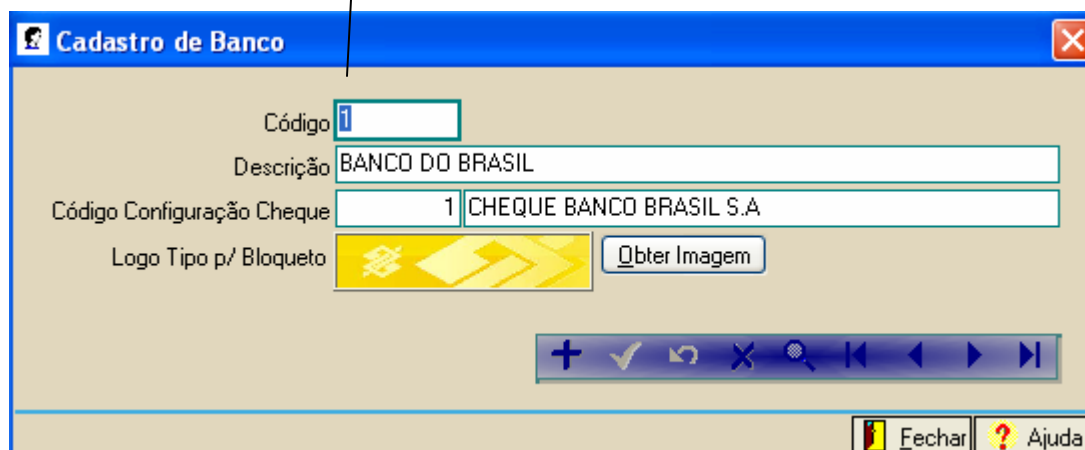 Cadastro de Banco
Código 1
Descrição BANCO DO BRASIL
Código Configuração Cheque 1 CHEQUE BANCO BRASIL S.A
Logo Tipo p/ Bloqueto Obter Imagem
Fechar ? Ajuda